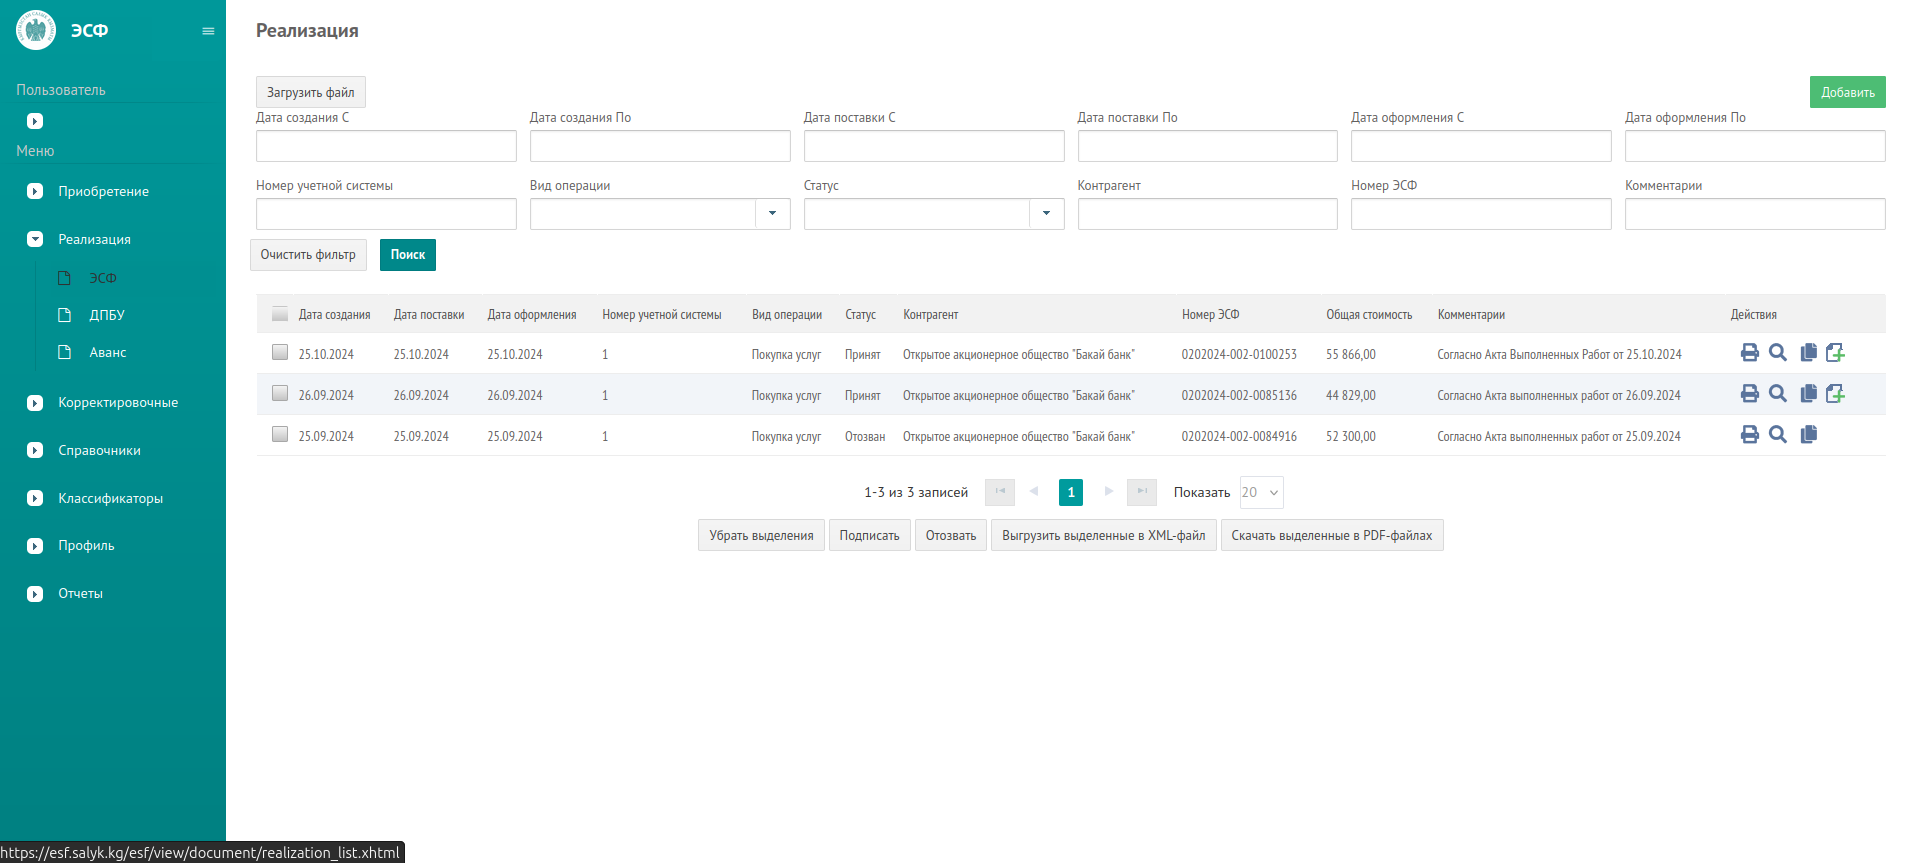 ЭСФ
Реализация
Пользователь
Загрузить файл
Добавить
Дата создания С
Дата создания По
Дата поставки С
Дата поставки По
Дата оформления С
Дата оформления По
Меню
Номер учетной системы
Вид операции
Статус
Контрагент
Номер ЭСФ
Комментарии
Приобретение
Реализация
ЭСФ
ДПБУ
Аванс
Корректировочные
Справочники
Классификаторы
Профиль
Отчеты
Очистить фильтр
Поиск
Дата создания Дата поставки Дата оформления Номер учетной системы Вид операции Статус Контрагент Номер ЭСФ Общая стоимость Комментарии Действия
25.10.2024 25.10.2024 25.10.2024 1 Покупка услуг Принят Открытое акционерное общество "Бакай банк" 0202024-002-0100253 55 866,00 Согласно Акта Выполненных Работ от 25.10.2024
26.09.2024 26.09.2024 26.09.2024 1 Покупка услуг Принят Открытое акционерное общество "Бакай банк" 0202024-002-0085136 44 829,00 Согласно Акта выполненных работ от 26.09.2024
25.09.2024 25.09.2024 25.09.2024 1 Покупка услуг Отозван Открытое акционерное общество "Бакай банк" 0202024-002-0084916 52 300,00 Согласно Акта выполненных работ от 25.09.2024
1-3 из 3 записей 1 Показать 20
Убрать выделения
Подписать
Отозвать
Выгрузить выделенные в XML-файл
Скачать выделенные в PDF-файлах
https://esf.salyk.kg/esf/view/document/realization_list.xhtml